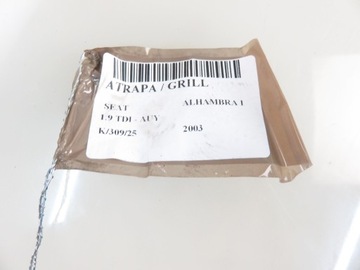 ATRAPA / GRILL
SEAT ALHAMBRA I
1.9 TDI - AUY
K/309/25 2003